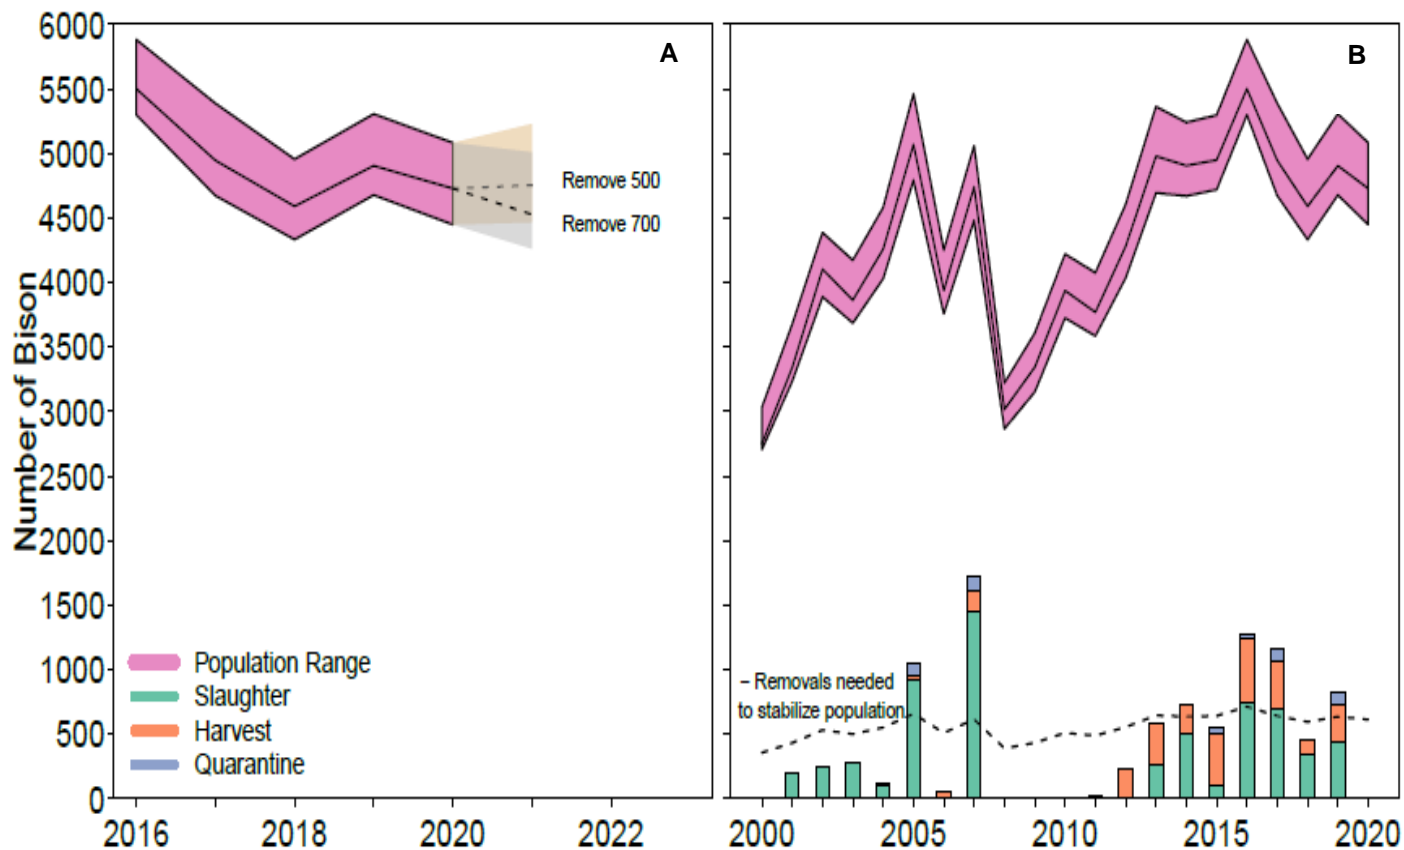 Number of Bison
6000
5500
5000
4500
4000
3500
3000
2500
2000
1500
1000
500
0
A
Remove 500
Remove 700
Population Range
Slaughter
Harvest
Quarantine
2016
2018
2020
2022
B
– Removals needed
to stabilize population
2000
2005
2010
2015
2020